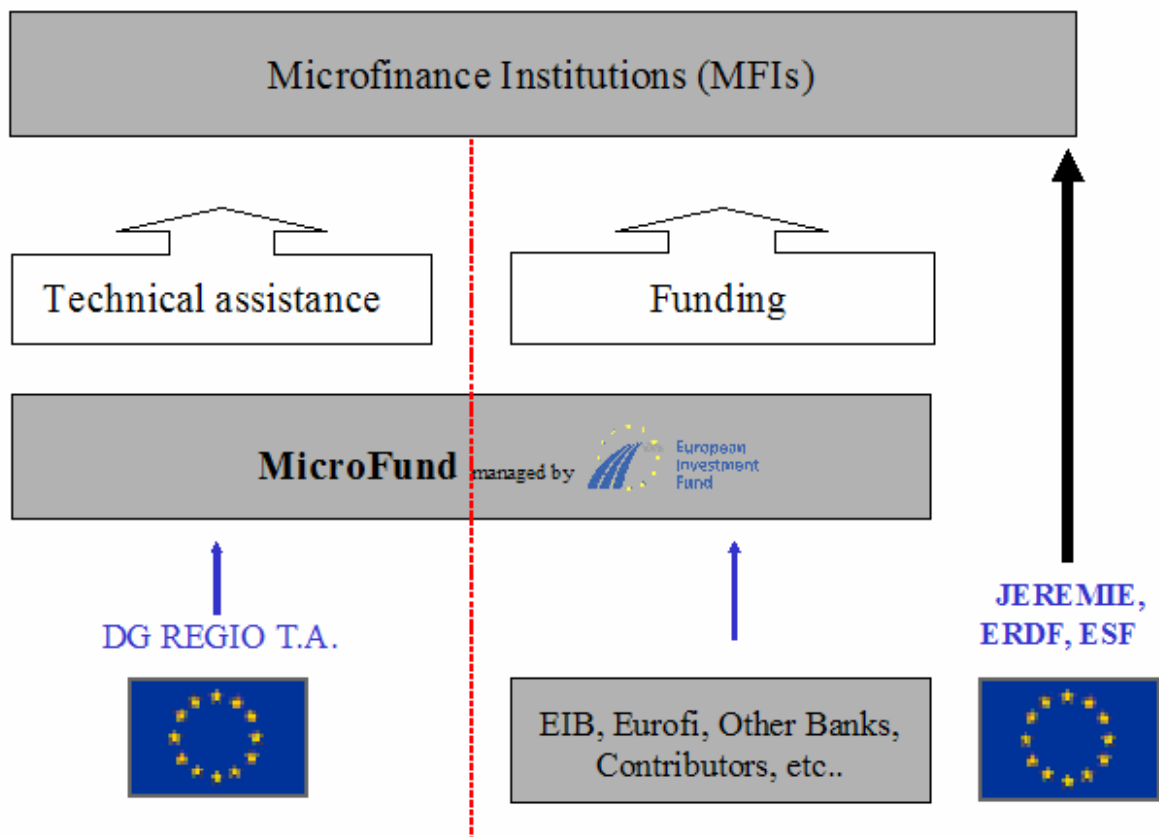 Microfinance Institutions (MFIs)
Technical assistance
Funding
MicroFund managed by
European
Investment
Fund
DG REGIO T.A.
JEREMIE,
ERDF, ESF
EIB, Eurofi, Other Banks,
Contributors, etc..